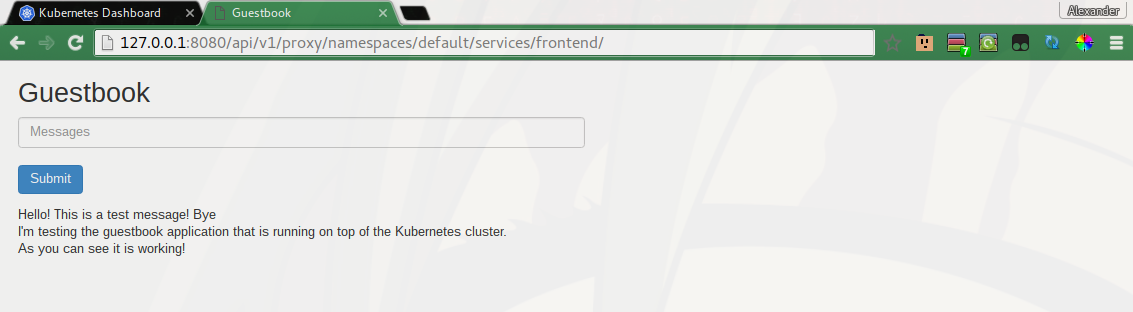 Kubernetes Dashboard
Guestbook
Alexander
127.0.0.1:8080/api/v1/proxy/namespaces/default/services/frontend/
7
Guestbook
Messages
Submit
Hello! This is a test message! Bye
I'm testing the guestbook application that is running on top of the Kubernetes cluster.
As you can see it is working!